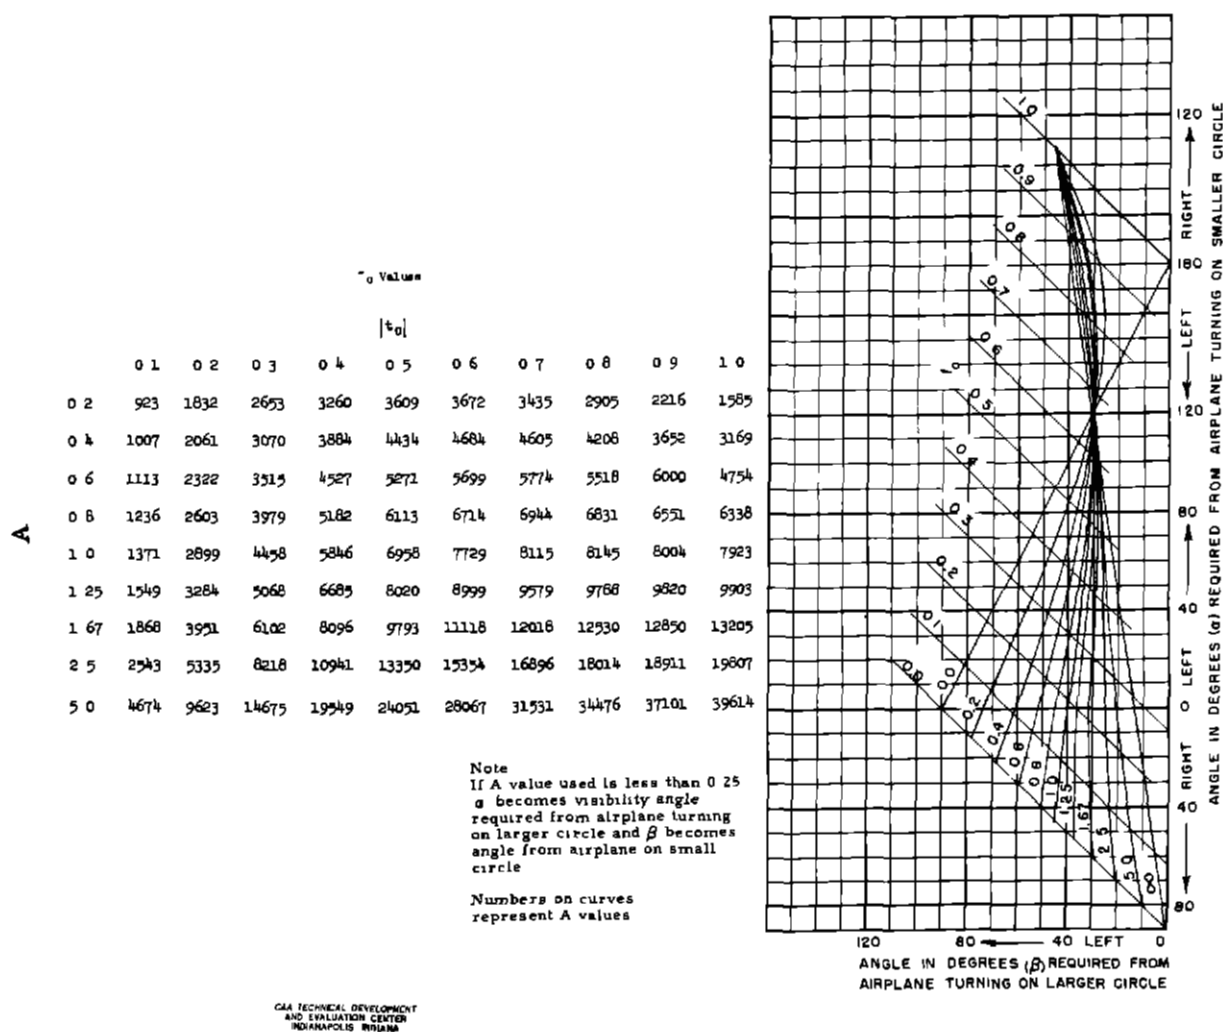 -o Values
|to|
0 1 0 2 0 3 0 4 0 5 0 6 0 7 0 8 0 9 1 0
0 2 923 1832 2653 3260 3609 3672 3435 2905 2216 1585
0 4 1007 2061 3070 3884 4434 4684 4605 4208 3652 3169
0 6 1113 2322 3515 4527 5271 5699 5774 5518 6000 4754
0 8 1236 2603 3979 5182 6113 6714 6944 6831 6551 6338
1 0 1371 2899 4458 5846 6958 7729 8115 8145 8004 7923
1 25 1549 3284 5068 6685 8020 8999 9579 9788 9820 9903
1 67 1868 3951 6102 8096 9793 11118 12018 12530 12850 13205
2 5 2543 5335 8218 10941 13350 15354 16896 18014 18911 19807
5 0 4674 9623 14675 19549 24051 28067 31531 34476 37101 39614
A
Note
If A value used is less than 0 25
α becomes visibility angle
required from airplane turning
on larger circle and β becomes
angle from airplane on small
circle
Numbers on curves
represent A values
CAA TECHNICAL DEVELOPMENT
AND EVALUATION CENTER
INDIANAPOLIS INDIANA
1 0
0.9
0.8
0.7
0.6
to
0.5
0.4
0.3
0.2
0.1
0.0
0.0
0.2
0.4
0.6
0.8
1.0
1.25
1.67
2 5
5 0
∞
120
180
120
80
40
0
40
80
RIGHT
LEFT
LEFT
RIGHT
ANGLE IN DEGREES (α) REQUIRED FROM AIRPLANE TURNING ON SMALLER CIRCLE
120 80 40 LEFT 0
ANGLE IN DEGREES (β) REQUIRED FROM
AIRPLANE TURNING ON LARGER CIRCLE